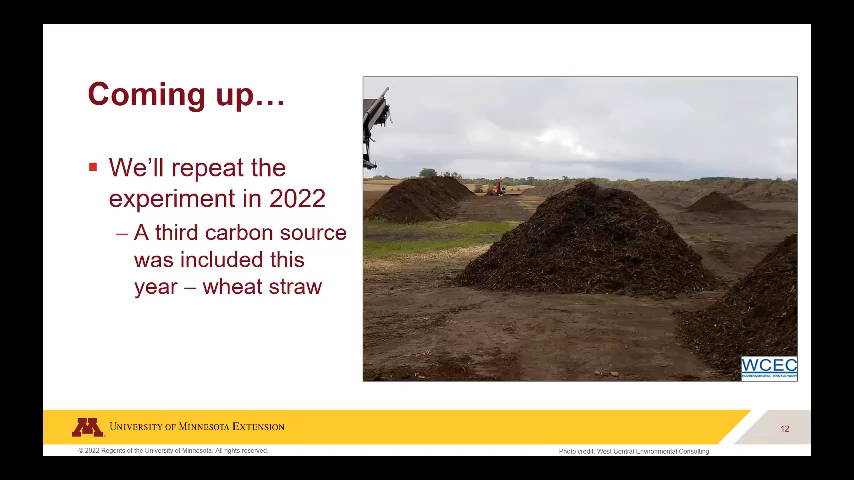 Coming up…
▪ We'll repeat the
experiment in 2022
– A third carbon source
was included this
year – wheat straw
WCEC
UNIVERSITY OF MINNESOTA EXTENSION
12
© 2022 Regents of the University of Minnesota. All rights reserved.
Photo credit, West Central Environmental Consulting